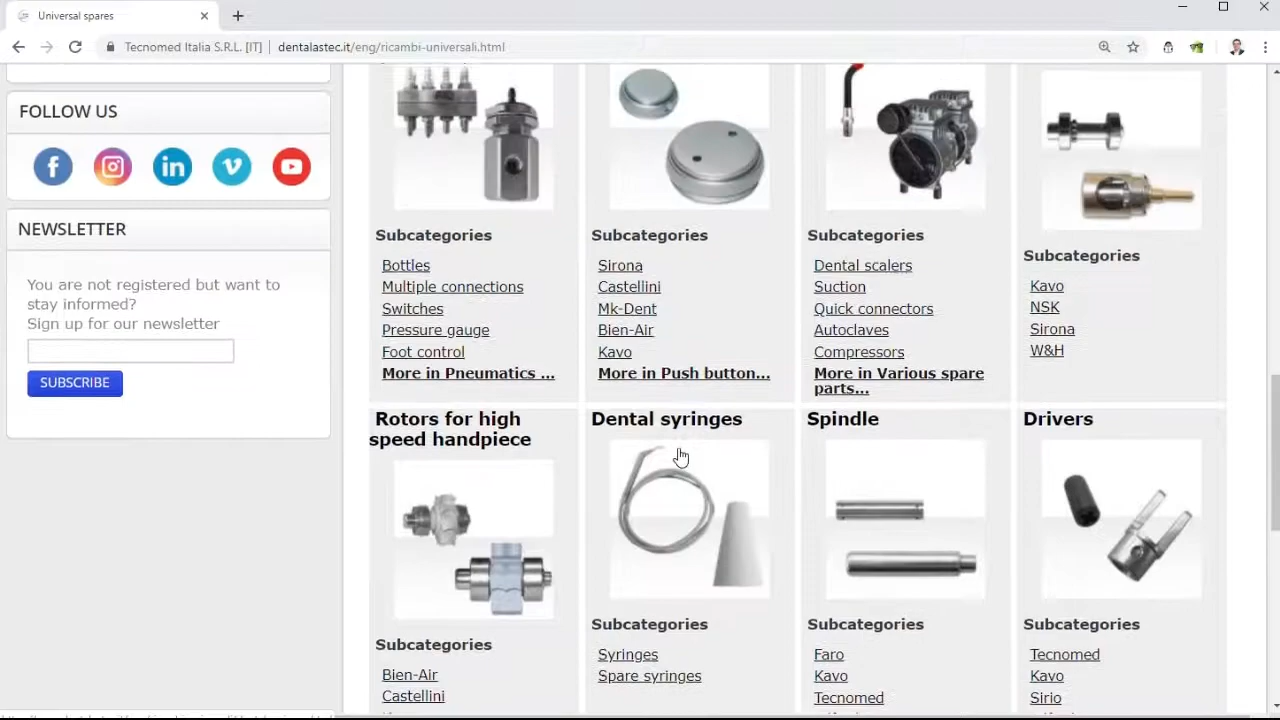 Universal spares
Tecnomed Italia S.R.L. [IT]
dentalastec.it/eng/ricambi-universali.html
FOLLOW US
NEWSLETTER
You are not registered but want to
stay informed?
Sign up for our newsletter
SUBSCRIBE
Subcategories
Bottles
Multiple connections
Switches
Pressure gauge
Foot control
More in Pneumatics ...
Subcategories
Sirona
Castellini
Mk-Dent
Bien-Air
Kavo
More in Push button...
Subcategories
Dental scalers
Suction
Quick connectors
Autoclaves
Compressors
More in Various spare
parts...
Subcategories
Kavo
NSK
Sirona
W&H
Rotors for high
speed handpiece
Subcategories
Bien-Air
Castellini
Dental syringes
Subcategories
Syringes
Spare syringes
Spindle
Subcategories
Faro
Kavo
Tecnomed
Drivers
Subcategories
Tecnomed
Kavo
Sirio